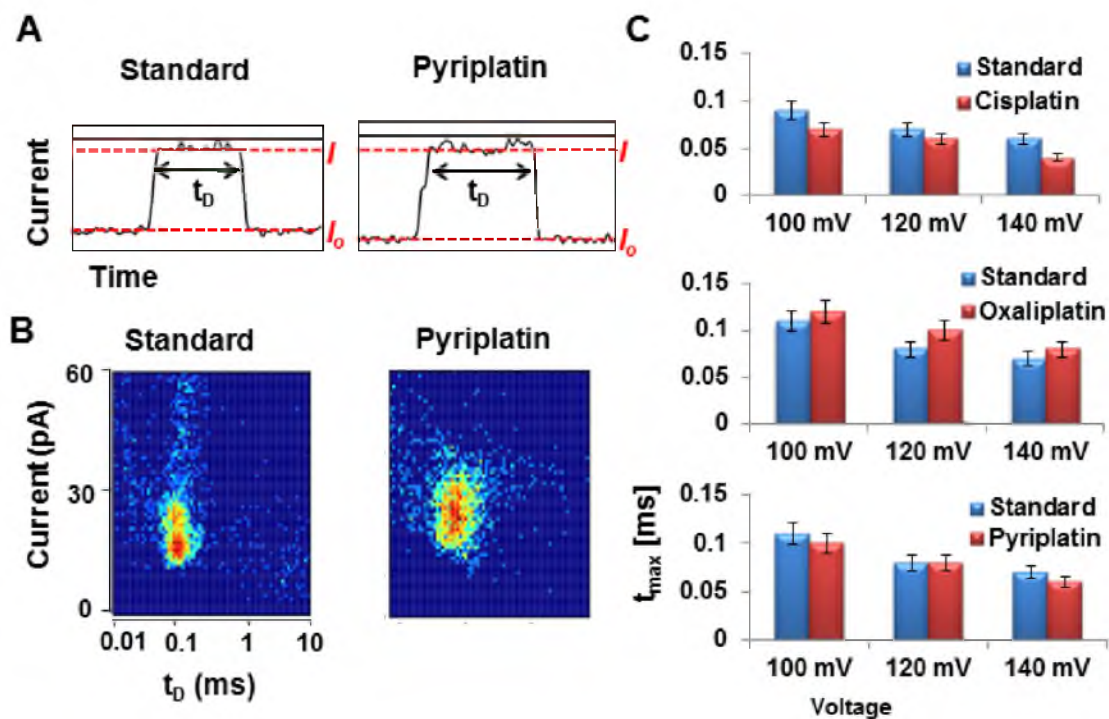 A
Standard
Pyriplatin
Current
I
I
t_D
t_D
I_o
I_o
Time
B
Standard
Pyriplatin
60
30
0
Current (pA)
0.01 0.1 1 10
t_D (ms)
C
0.15
0.1
0.05
0
Standard
Cisplatin
100 mV 120 mV 140 mV
0.15
0.1
0.05
0
Standard
Oxaliplatin
100 mV 120 mV 140 mV
t_max [ms]
0.15
0.1
0.05
0
Standard
Pyriplatin
100 mV 120 mV 140 mV
Voltage